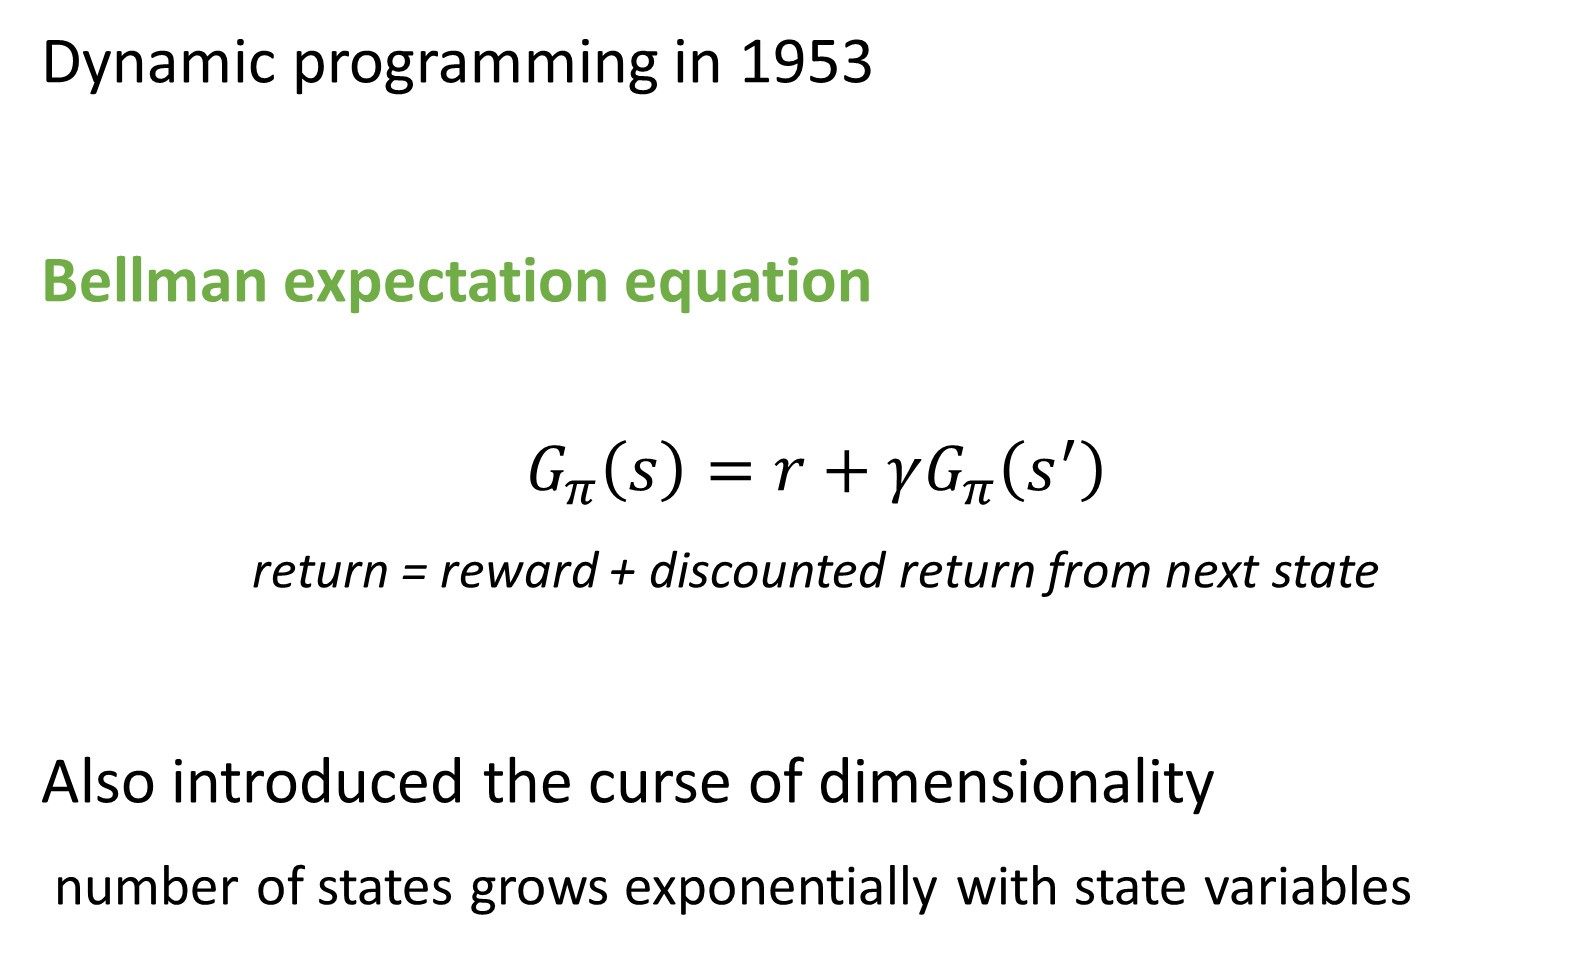 Dynamic programming in 1953
Bellman expectation equation
𝐺𝜋(𝑠) = 𝑟 + 𝛾𝐺𝜋(𝑠′)
return = reward + discounted return from next state
Also introduced the curse of dimensionality
number of states grows exponentially with state variables